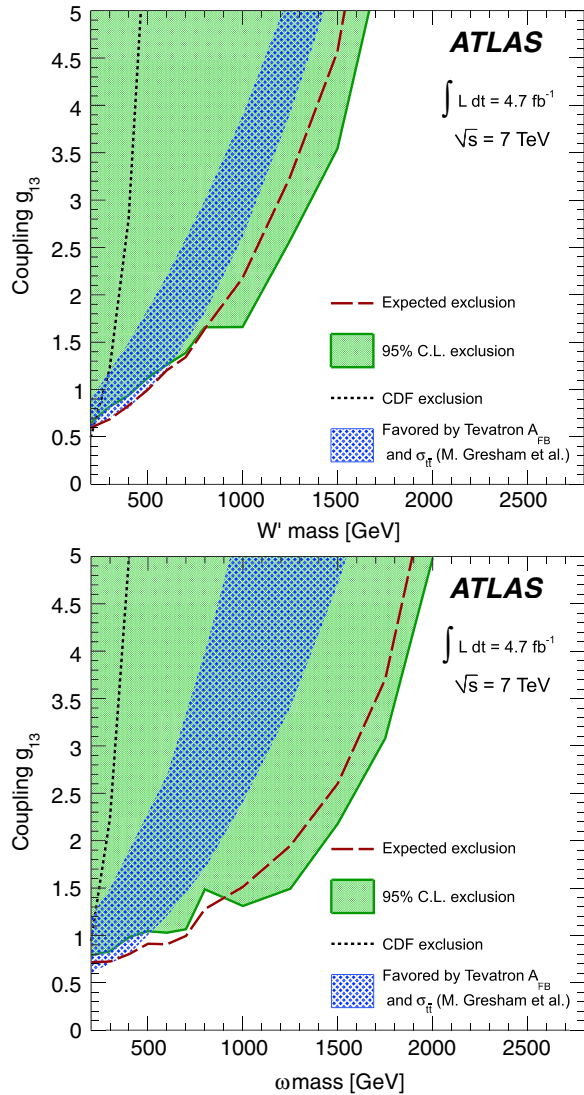 5
4.5
4
3.5
3
2.5
2
1.5
1
0.5
0
Coupling g13
ATLAS
∫ L dt = 4.7 fb-1
√s = 7 TeV
Expected exclusion
95% C.L. exclusion
CDF exclusion
Favored by Tevatron AFB
and σtt̄ (M. Gresham et al.)
500 1000 1500 2000 2500
W' mass [GeV]
5
4.5
4
3.5
3
2.5
2
1.5
1
0.5
0
Coupling g13
ATLAS
∫ L dt = 4.7 fb-1
√s = 7 TeV
Expected exclusion
95% C.L. exclusion
CDF exclusion
Favored by Tevatron AFB
and σtt̄ (M. Gresham et al.)
500 1000 1500 2000 2500
ω mass [GeV]